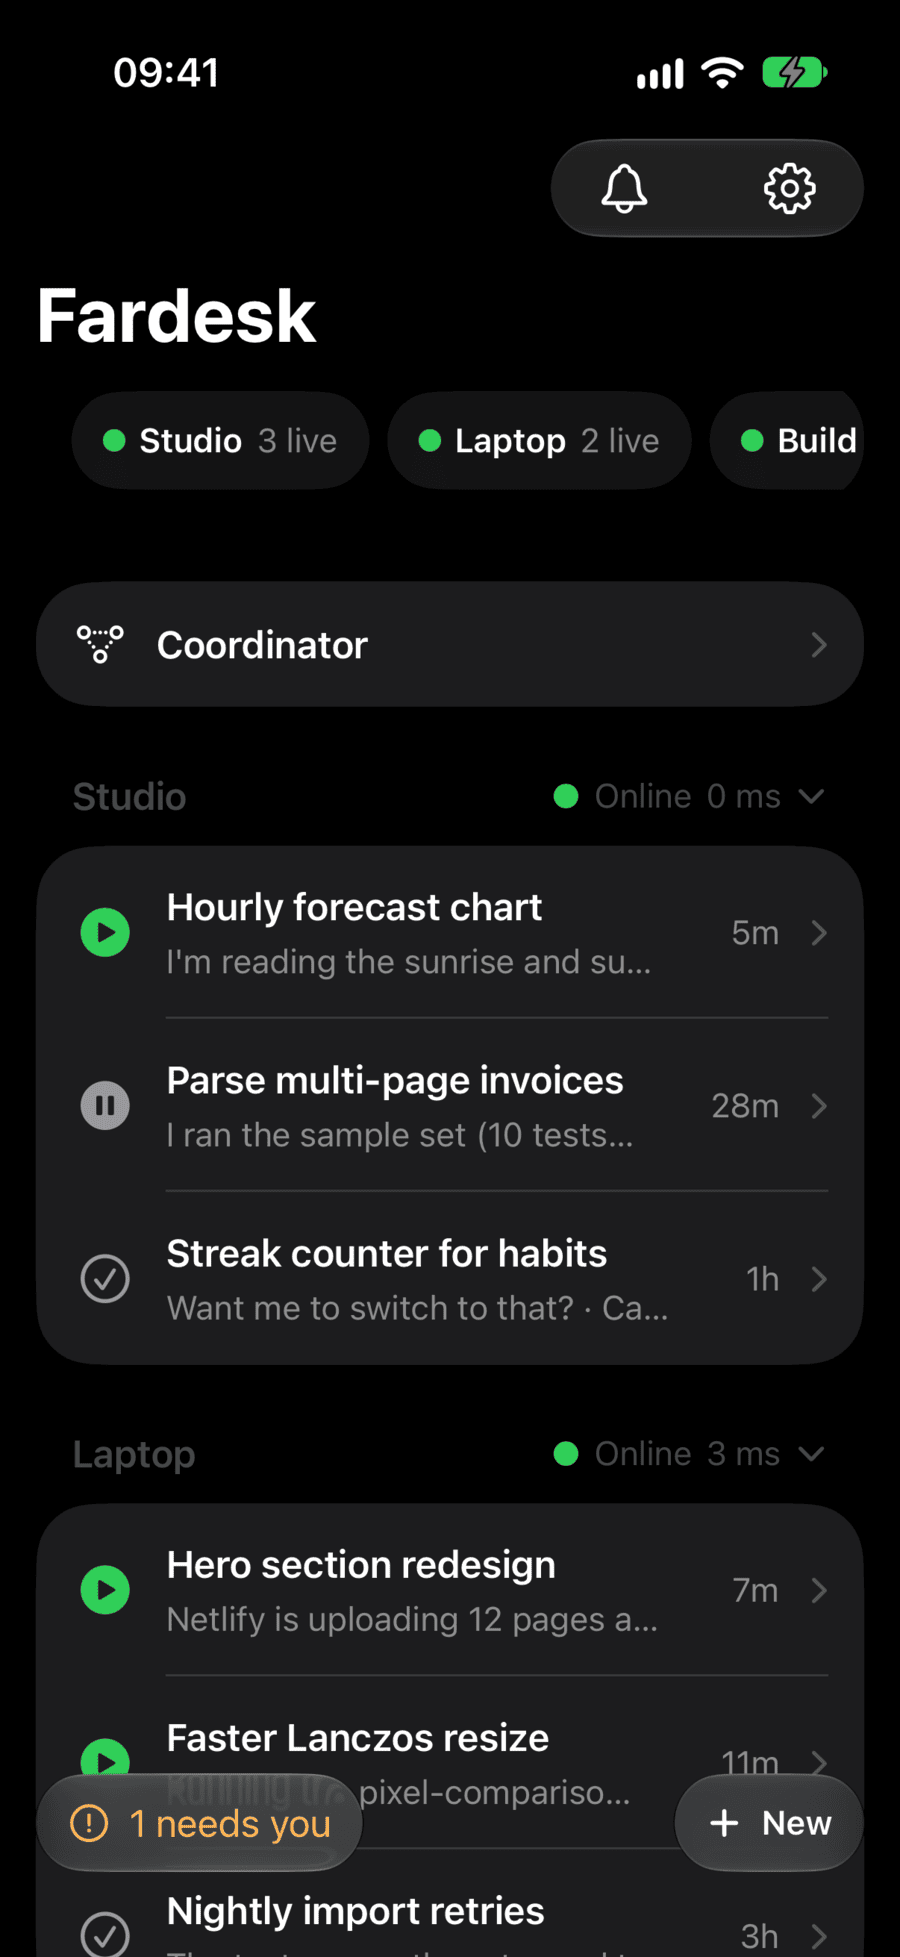 09:41
Fardesk
Studio 3 live
Laptop 2 live
Build
Coordinator
Studio
Online 0 ms
Hourly forecast chart
I'm reading the sunrise and su...
5m
Parse multi-page invoices
I ran the sample set (10 tests...
28m
Streak counter for habits
Want me to switch to that? · Ca...
1h
Laptop
Online 3 ms
Hero section redesign
Netlify is uploading 12 pages a...
7m
Faster Lanczos resize
Running pixel-compariso...
11m
1 needs you
New
Nightly import retries
3h